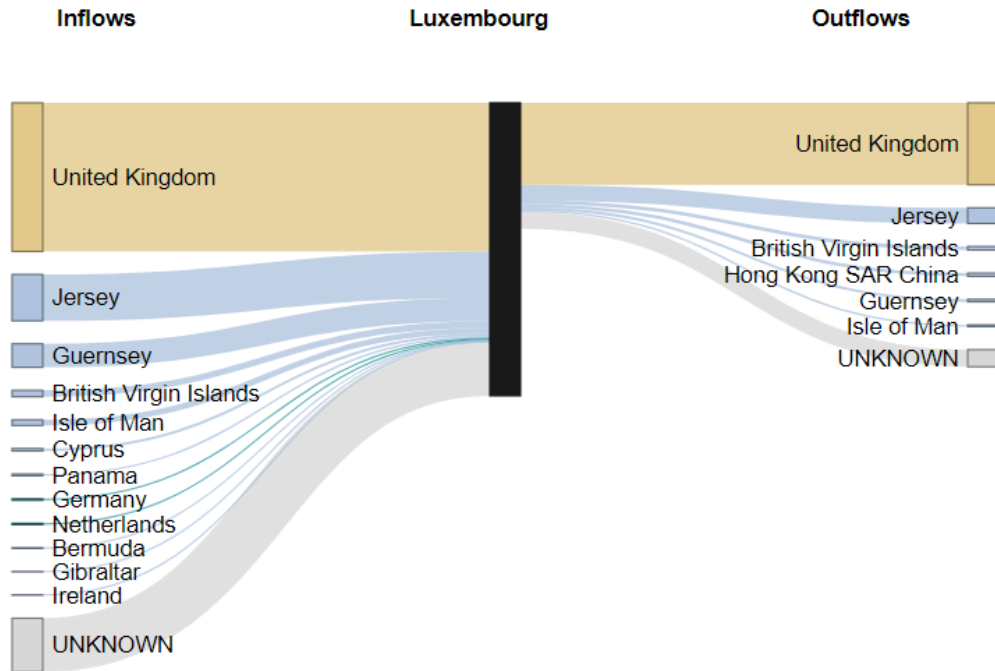 Inflows
Luxembourg
Outflows
United Kingdom
Jersey
Guernsey
British Virgin Islands
Isle of Man
Cyprus
Panama
Germany
Netherlands
Bermuda
Gibraltar
Ireland
UNKNOWN
United Kingdom
Jersey
British Virgin Islands
Hong Kong SAR China
Guernsey
Isle of Man
UNKNOWN